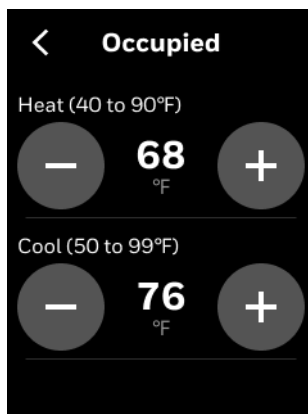 Occupied
Heat (40 to 90°F)
68
°F
Cool (50 to 99°F)
76
°F